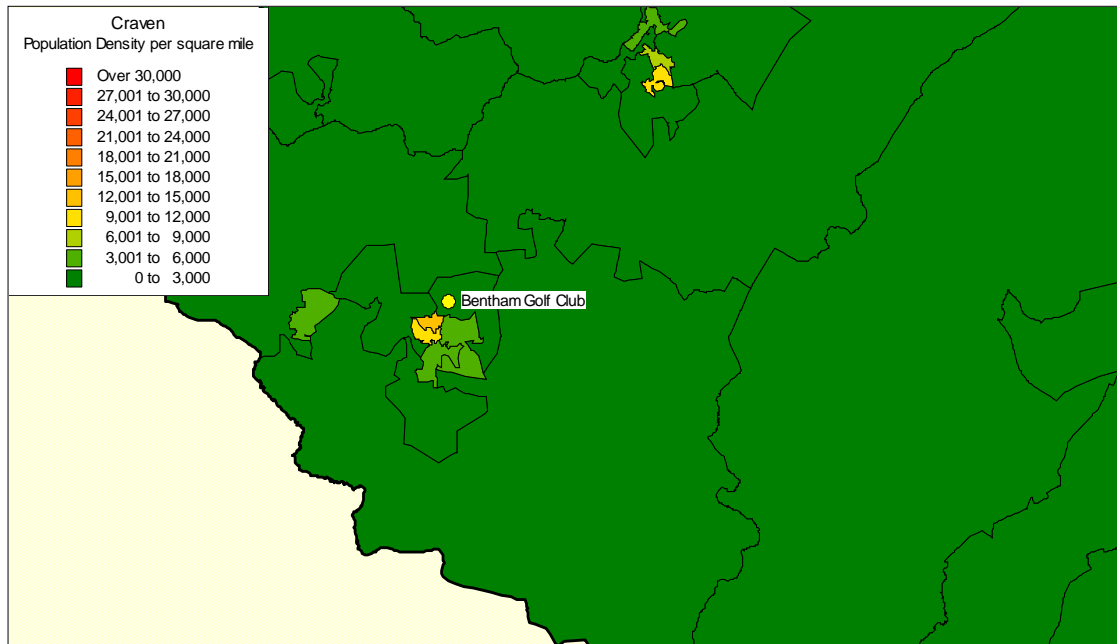 Craven
Population Density per square mile
Over 30,000
27,001 to 30,000
24,001 to 27,000
21,001 to 24,000
18,001 to 21,000
15,001 to 18,000
12,001 to 15,000
9,001 to 12,000
6,001 to 9,000
3,001 to 6,000
0 to 3,000
Bentham Golf Club